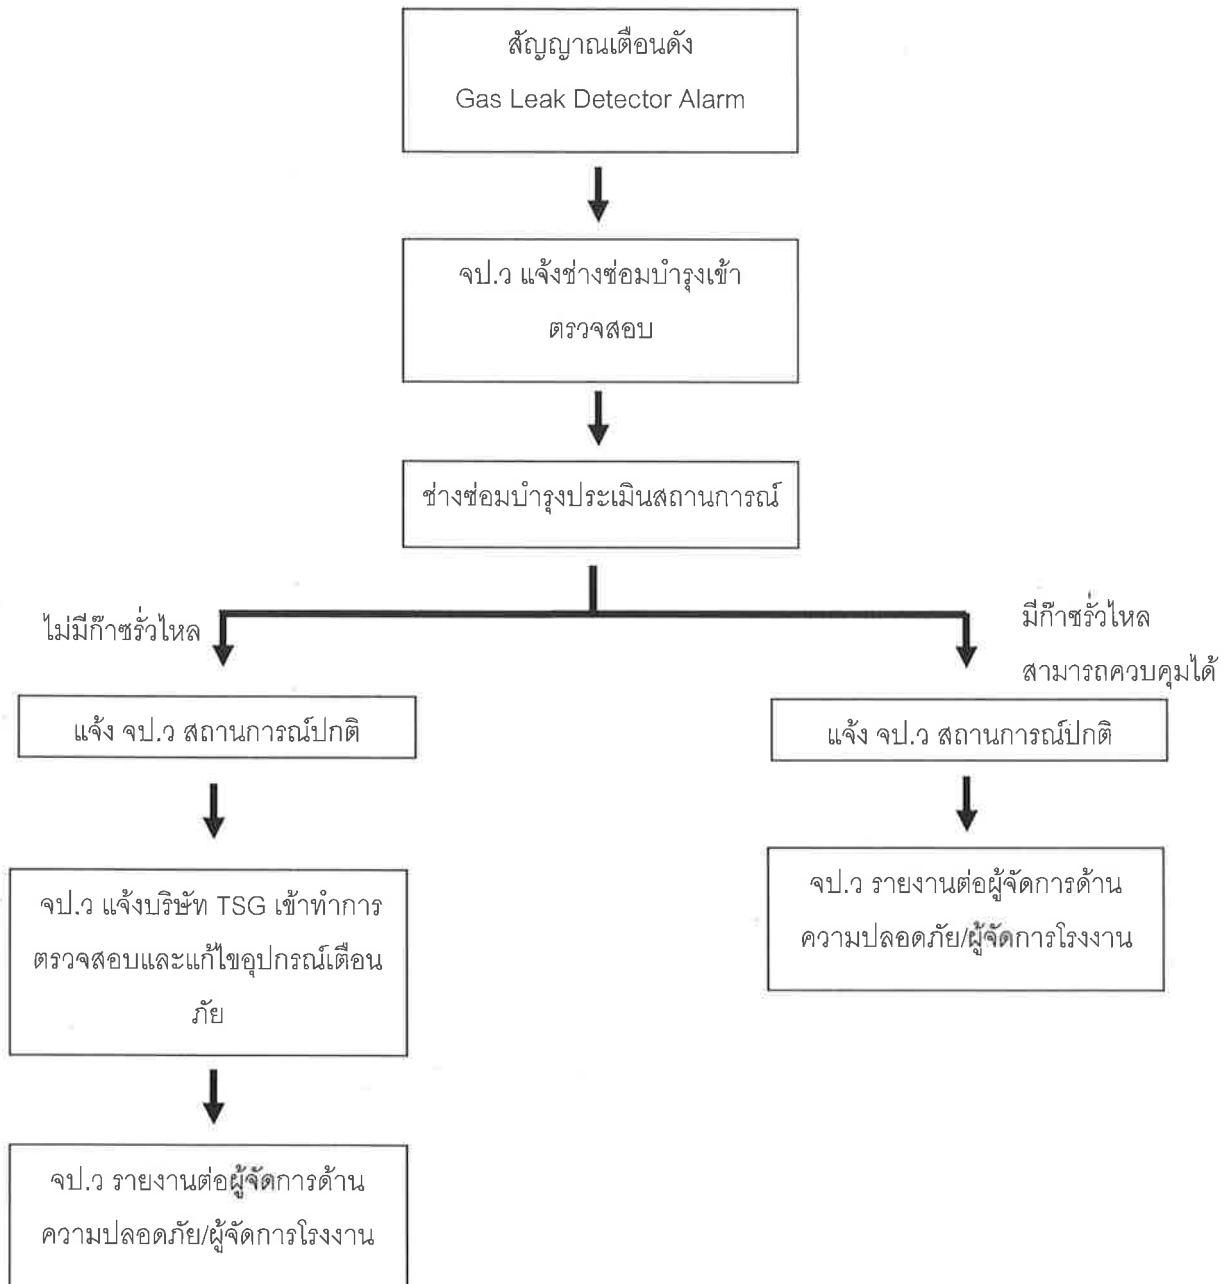 สัญญาณเตือนดัง
Gas Leak Detector Alarm
จป.ว แจ้งช่างซ่อมบำรุงเข้า
ตรวจสอบ
ช่างซ่อมบำรุงประเมินสถานการณ์
ไม่มีก๊าซรั่วไหล
แจ้ง จป.ว สถานการณ์ปกติ
จป.ว แจ้งบริษัท TSG เข้าทำการ
ตรวจสอบและแก้ไขอุปกรณ์เตือน
ภัย
จป.ว รายงานต่อผู้จัดการด้าน
ความปลอดภัย/ผู้จัดการโรงงาน
มีก๊าซรั่วไหล
สามารถควบคุมได้
แจ้ง จป.ว สถานการณ์ปกติ
จป.ว รายงานต่อผู้จัดการด้าน
ความปลอดภัย/ผู้จัดการโรงงาน